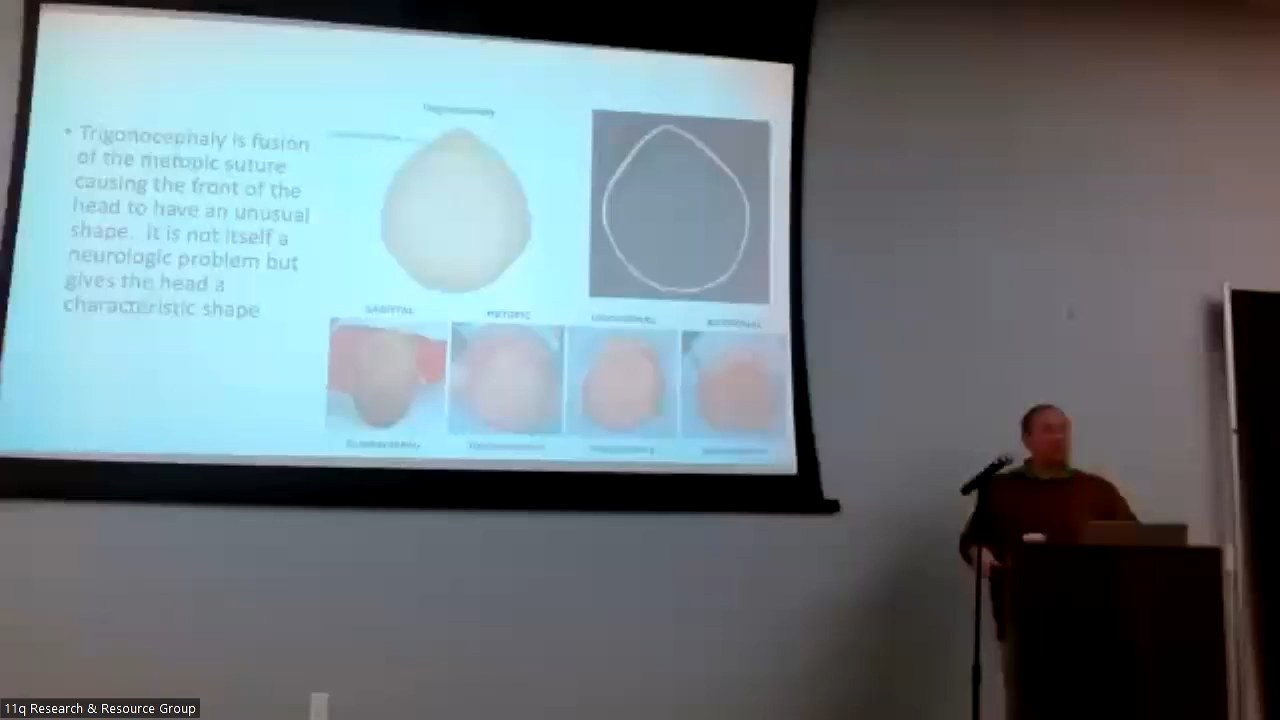 Trigonocephaly
• Trigonocephaly is fusion
of the metopic suture
causing the front of the
head to have an unusual
shape. It is not itself a
neurologic problem but
gives the head a
characteristic shape
SAGITTAL METOPIC
11q Research & Resource Group